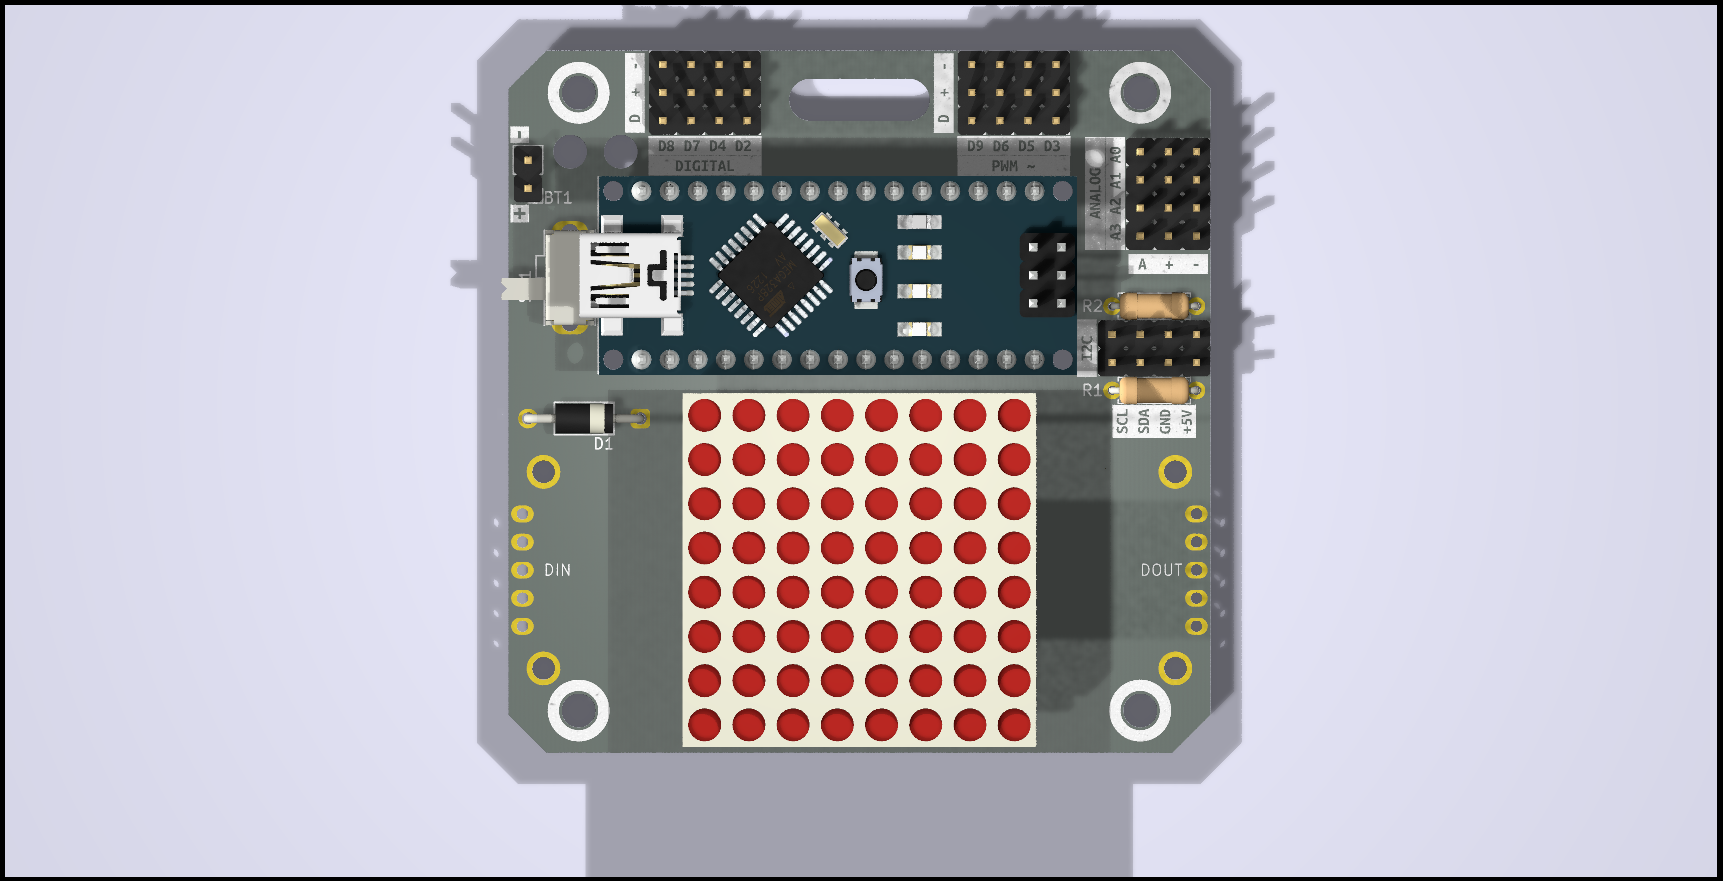 - + D
- + D
D8 D7 D4 D2
DIGITAL
D9 D6 D5 D3
PWM ~
-
BT1
+
ANALOG
A0
A1
A2
A3
A + -
R2
I2C
R1
SCL
SDA
GND
+5V
D1
DIN
DOUT